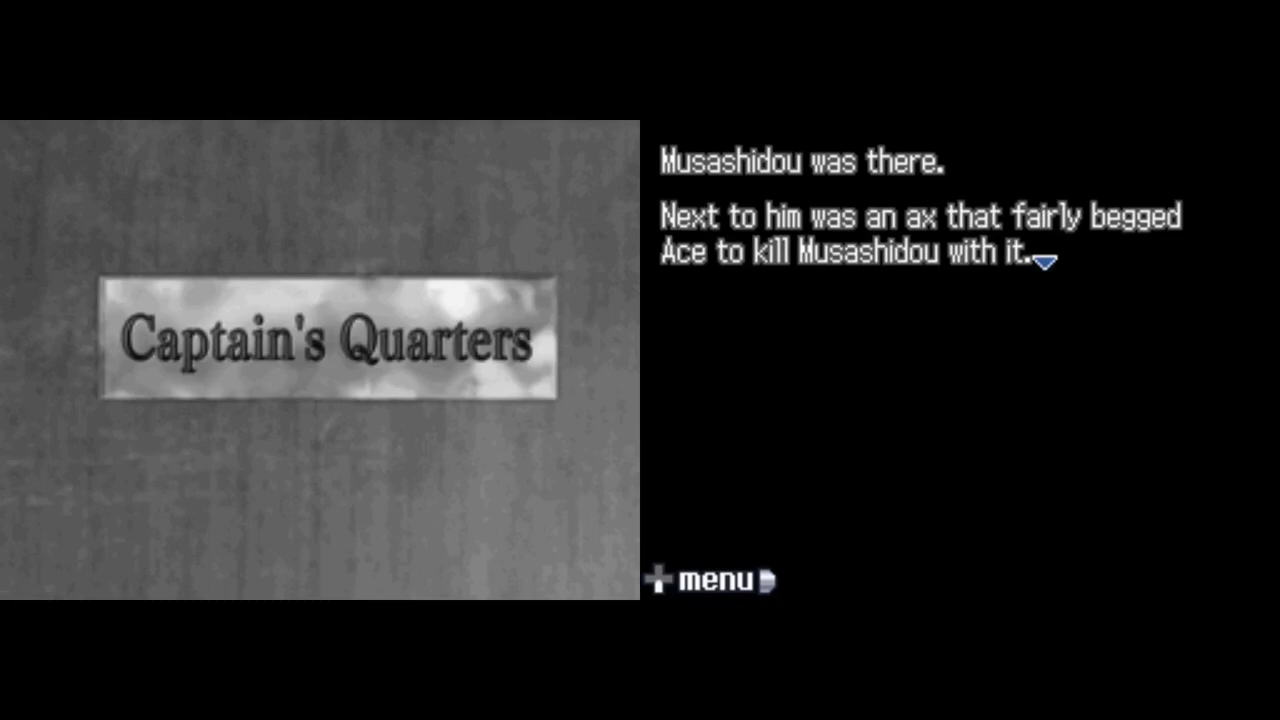 Captain's Quarters
Musashidou was there.
Next to him was an ax that fairly begged
Ace to kill Musashidou with it.
menu